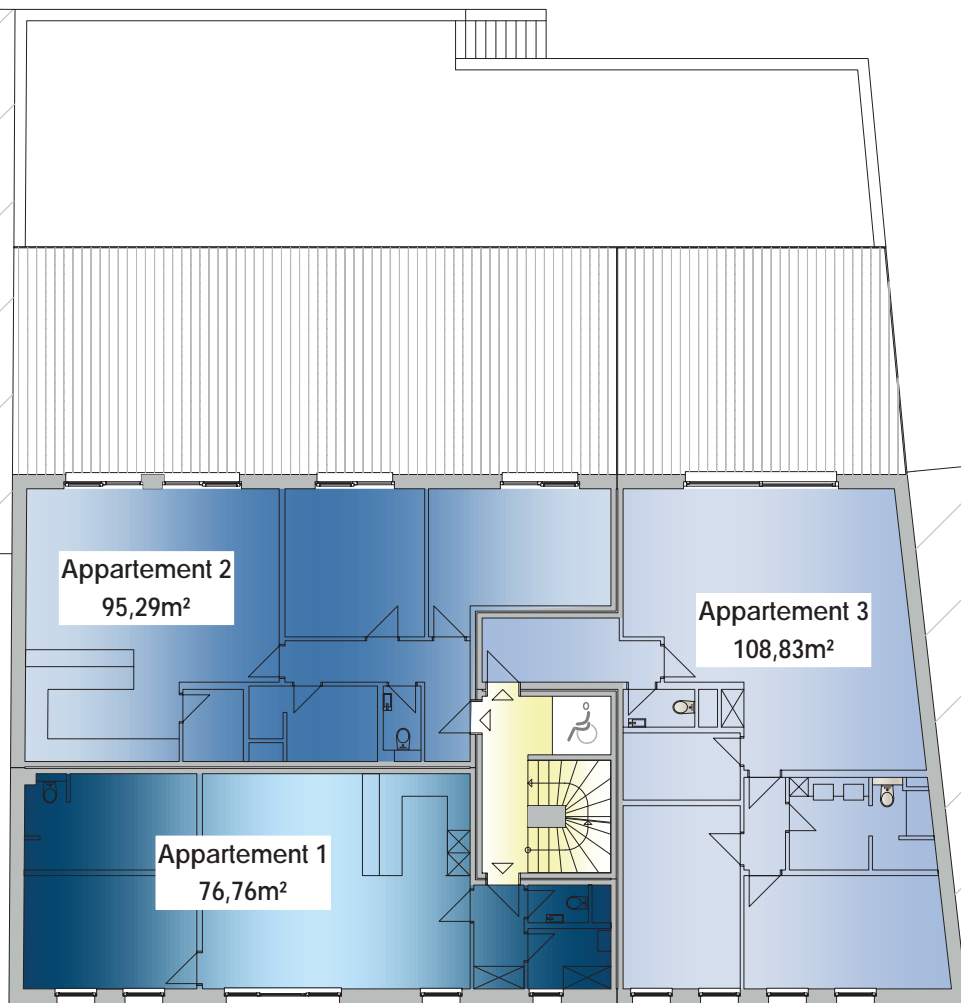 Appartement 2
95,29m²
Appartement 3
108,83m²
Appartement 1
76,76m²